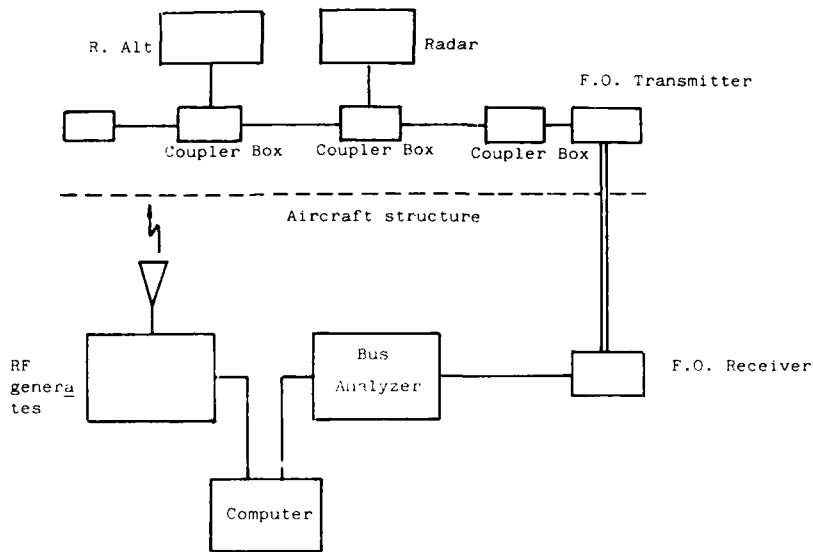 R. Alt
Radar
F.O. Transmitter
Coupler Box
Coupler Box
Coupler Box
Aircraft structure
RF
genera
tes
Bus
Analyzer
F.O. Receiver
Computer